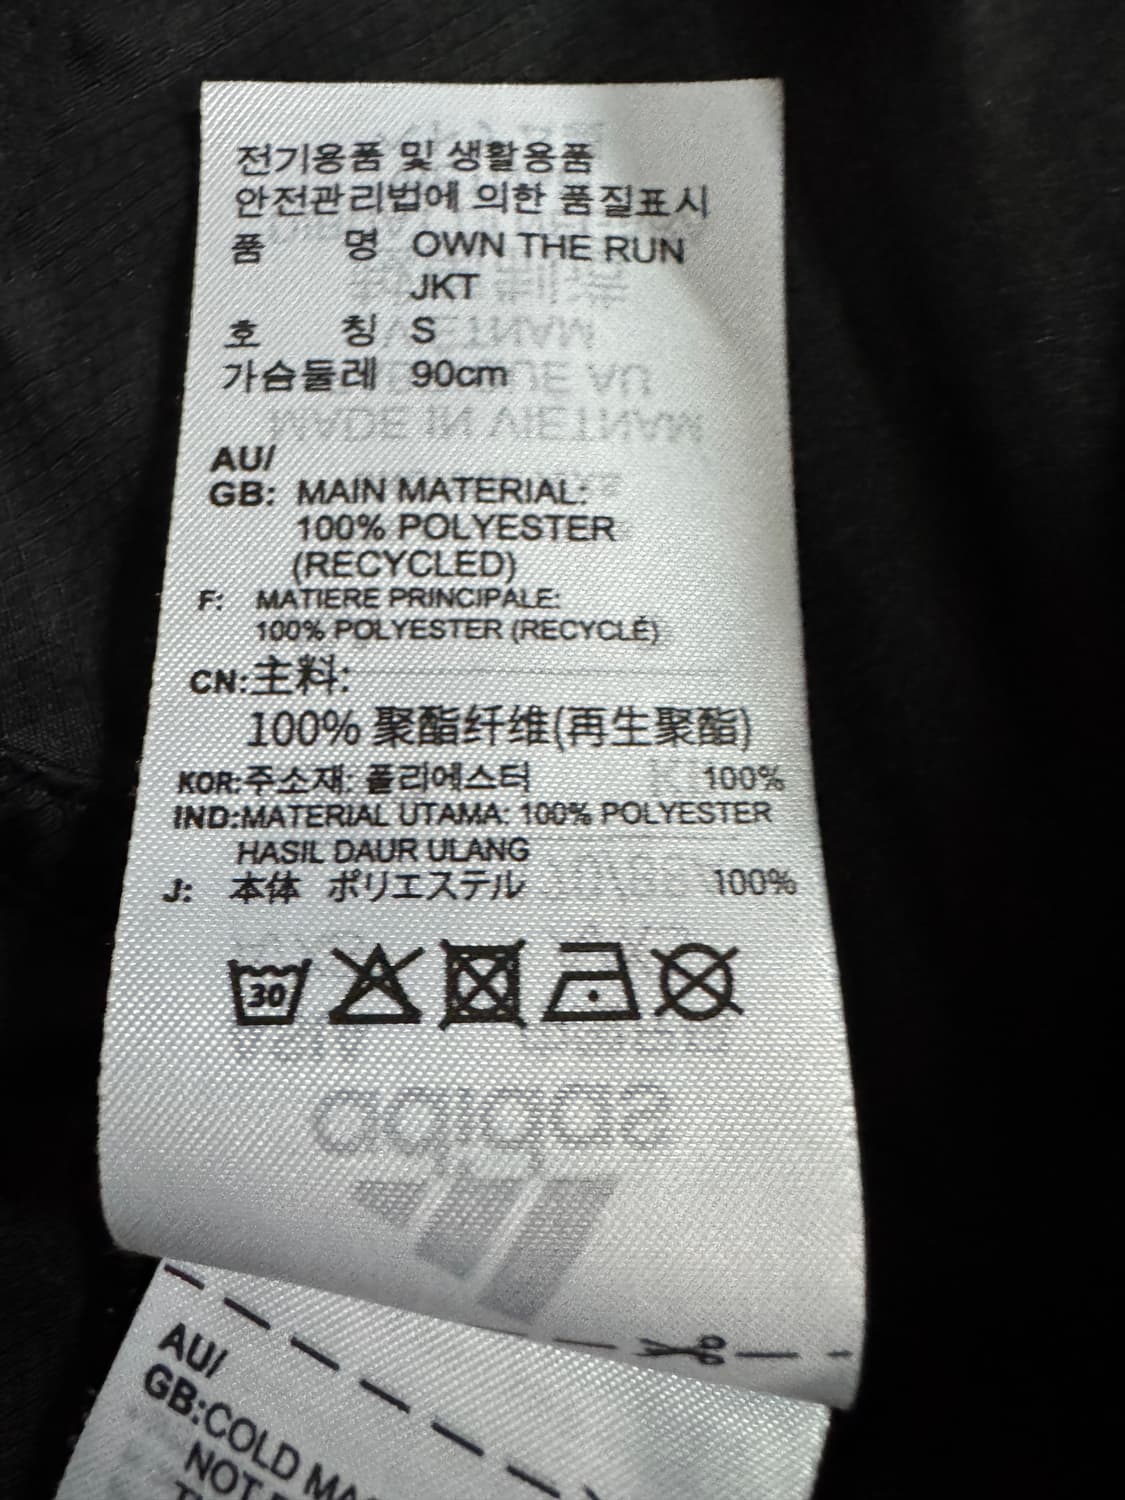 전기용품 및 생활용품
안전관리법에 의한 품질표시
품 명 OWN THE RUN
JKT
호 칭 S
가슴둘레 90cm
AU/
GB: MAIN MATERIAL:
100% POLYESTER
(RECYCLED)
F: MATIERE PRINCIPALE:
100% POLYESTER (RECYCLÉ)
CN:主料:
100% 聚酯纤维(再生聚酯)
KOR:주소재: 폴리에스터 100%
IND:MATERIAL UTAMA: 100% POLYESTER
HASIL DAUR ULANG
J: 本体 ポリエステル 100%
30
adidas
AU/
GB:COLD
NOT